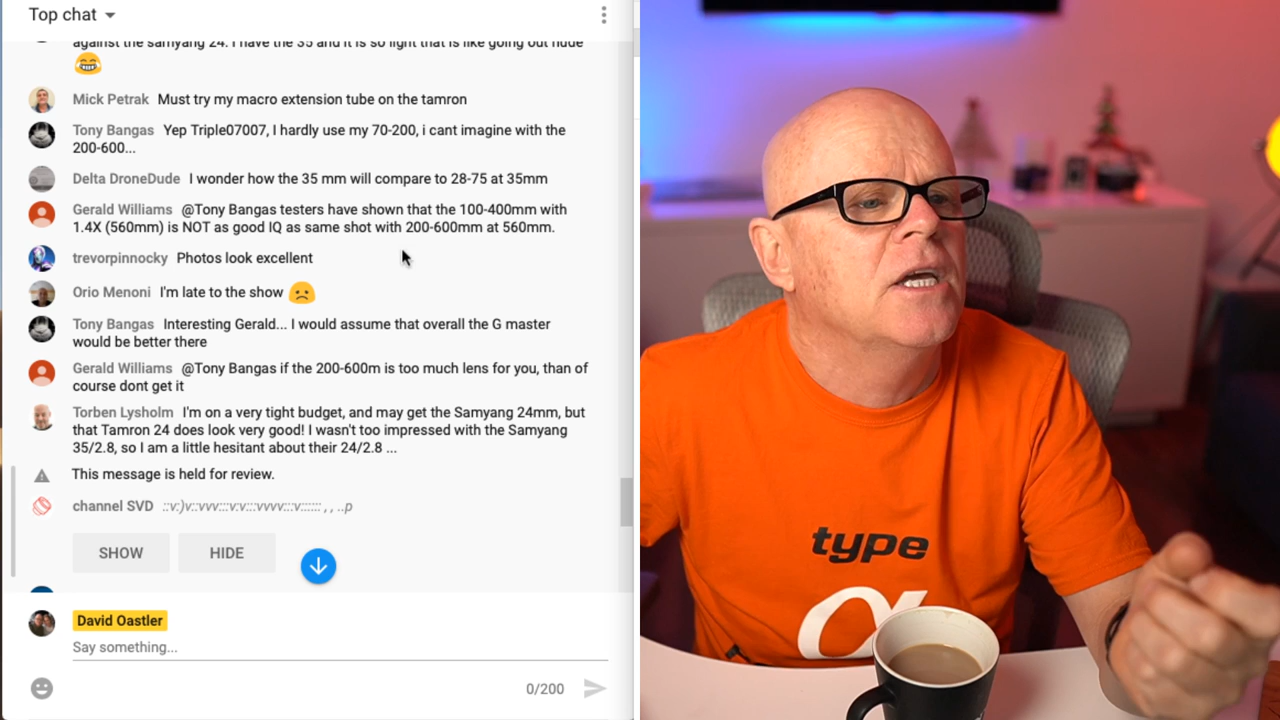 Top chat
against the samyang 24. I have the 35 and it is so light that is like going out nude
Mick Petrak Must try my macro extension tube on the tamron
Tony Bangas Yep Triple07007, I hardly use my 70-200, i cant imagine with the
200-600...
Delta DroneDude I wonder how the 35 mm will compare to 28-75 at 35mm
Gerald Williams @Tony Bangas testers have shown that the 100-400mm with
1.4X (560mm) is NOT as good IQ as same shot with 200-600mm at 560mm.
trevorpinnocky Photos look excellent
Orio Menoni I'm late to the show
Tony Bangas Interesting Gerald... I would assume that overall the G master
would be better there
Gerald Williams @Tony Bangas if the 200-600m is too much lens for you, than of
course dont get it
Torben Lysholm I'm on a very tight budget, and may get the Samyang 24mm, but
that Tamron 24 does look very good! I wasn't too impressed with the Samyang
35/2.8, so I am a little hesitant about their 24/2.8 ...
This message is held for review.
channel SVD ::v:)v::vvv:::v:v:::vvvv:::v:::::: , , ..p
SHOW HIDE
David Oastler
Say something...
0/200
type
α